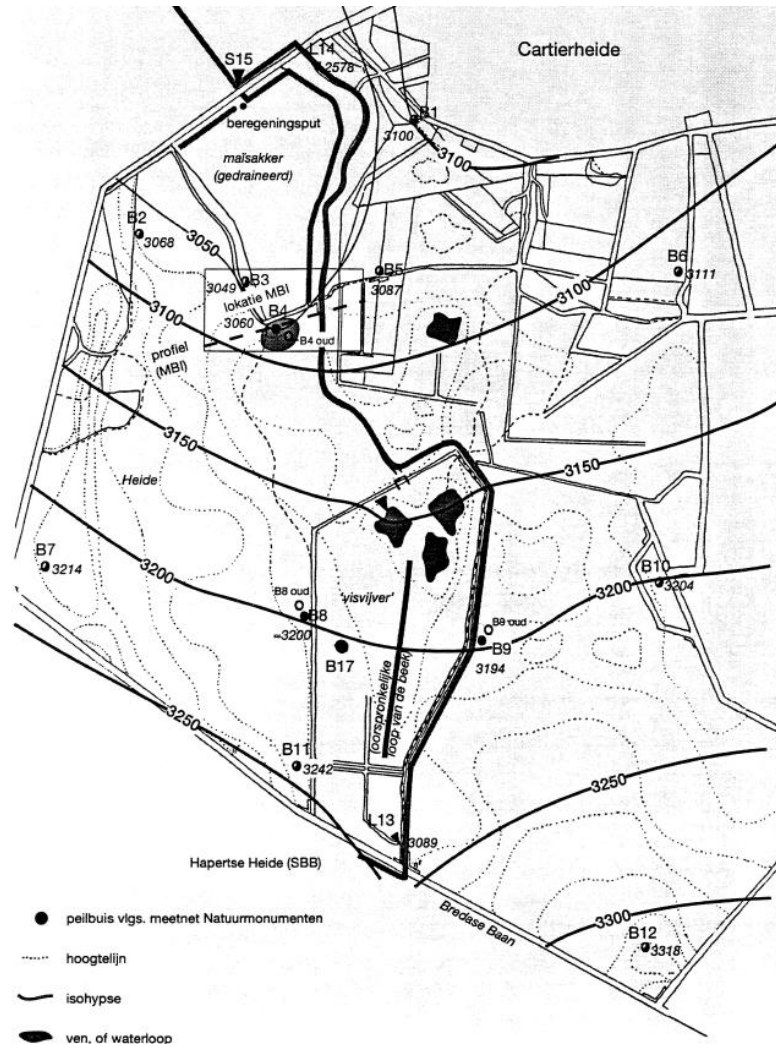 Cartierheide
S15
L14
2578
B1
3100
3100
beregeningsput
maïsakker
(gedraineerd)
B2
3068
3050
3049
B3
lokatie MBI
B5
3087
B6
3111
3060
B4
B4 oud
3100
3100
profiel
(MBI)
3150
3150
Heide
B7
3214
3200
B8 oud
B8
≈3200
'visvijver'
B17
B9 oud
B9
3194
B10
3204
3200
(oorspronkelijke
loop van de beek)
3250
B11
3242
3250
L13
3089
Hapertse Heide (SBB)
Bredase Baan
3300
B12
3318
peilbuis vlgs. meetnet Natuurmonumenten
hoogtelijn
isohypse
ven, of waterloop